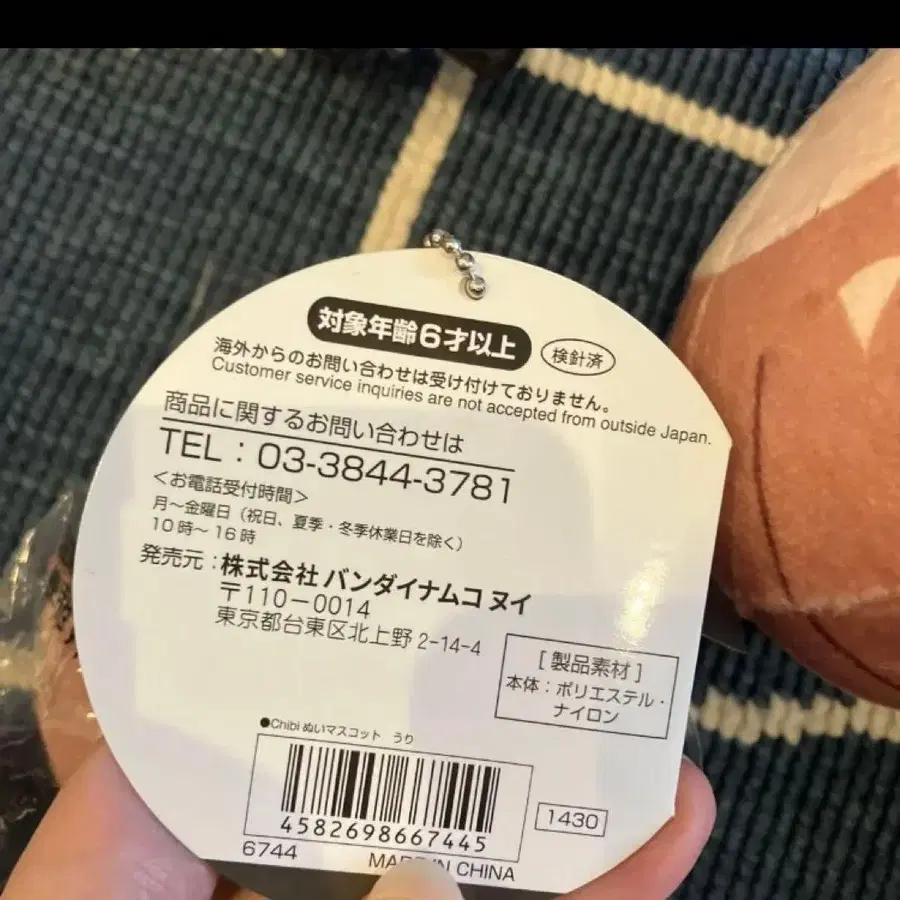 対象年齢6才以上
検針済
海外からのお問い合わせは受け付けておりません。
Customer service inquiries are not accepted from outside Japan.
商品に関するお問い合わせは
TEL：03-3844-3781
＜お電話受付時間＞
月～金曜日（祝日、夏季・冬季休業日を除く）
10時～16時
発売元：株式会社 バンダイナムコ ヌイ
〒110－0014
東京都台東区北上野 2-14-4
［製品素材］
本体：ポリエステル・
ナイロン
●Chibiぬいマスコット うり
4582698667445
1430
6744
MADE IN CHINA